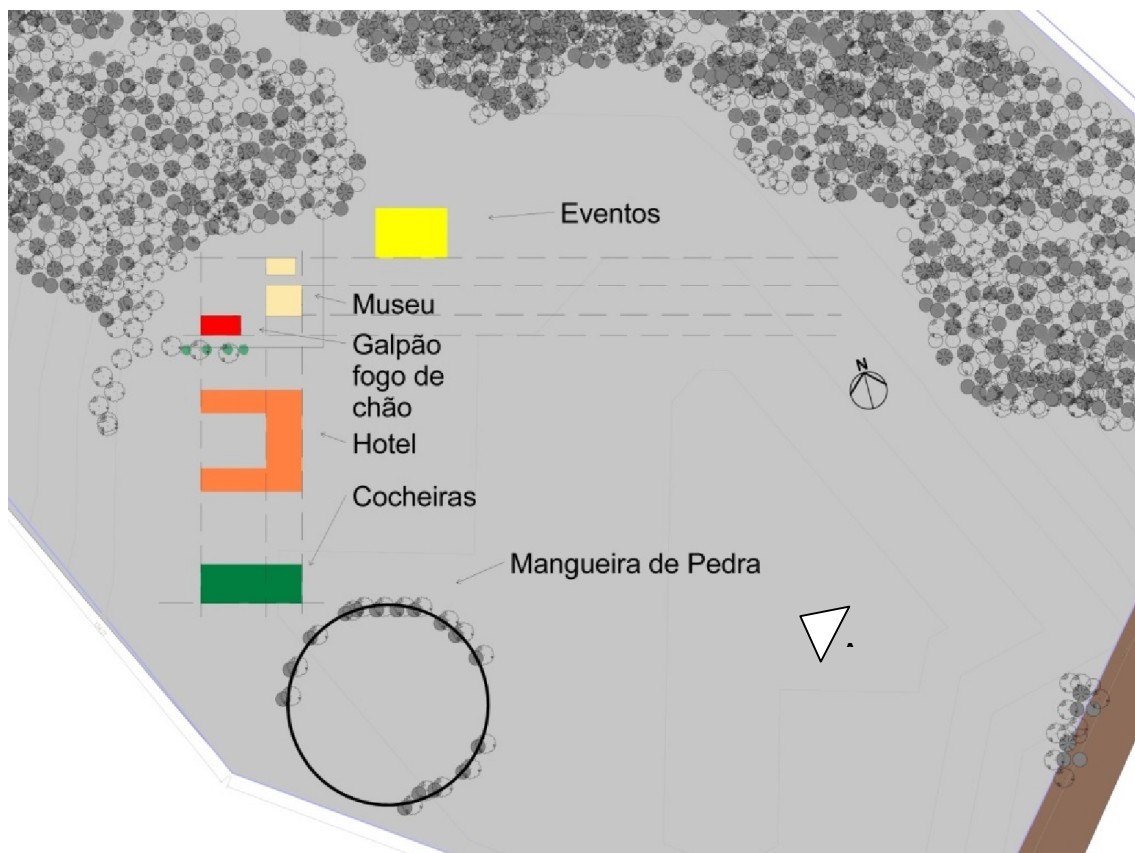 Eventos
Museu
Galpão
fogo de
chão
N
Hotel
Cocheiras
Mangueira de Pedra